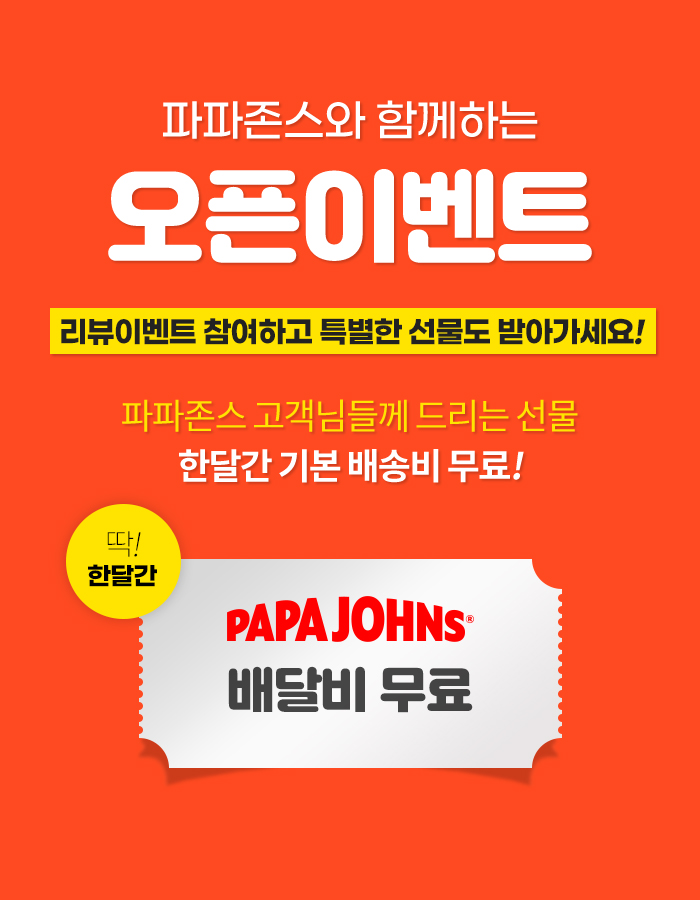 파파존스와 함께하는
오픈이벤트
리뷰이벤트 참여하고 특별한 선물도 받아가세요!
파파존스 고객님들께 드리는 선물
한달간 기본 배송비 무료!
딱!
한달간
PAPA JOHNS®
배달비 무료